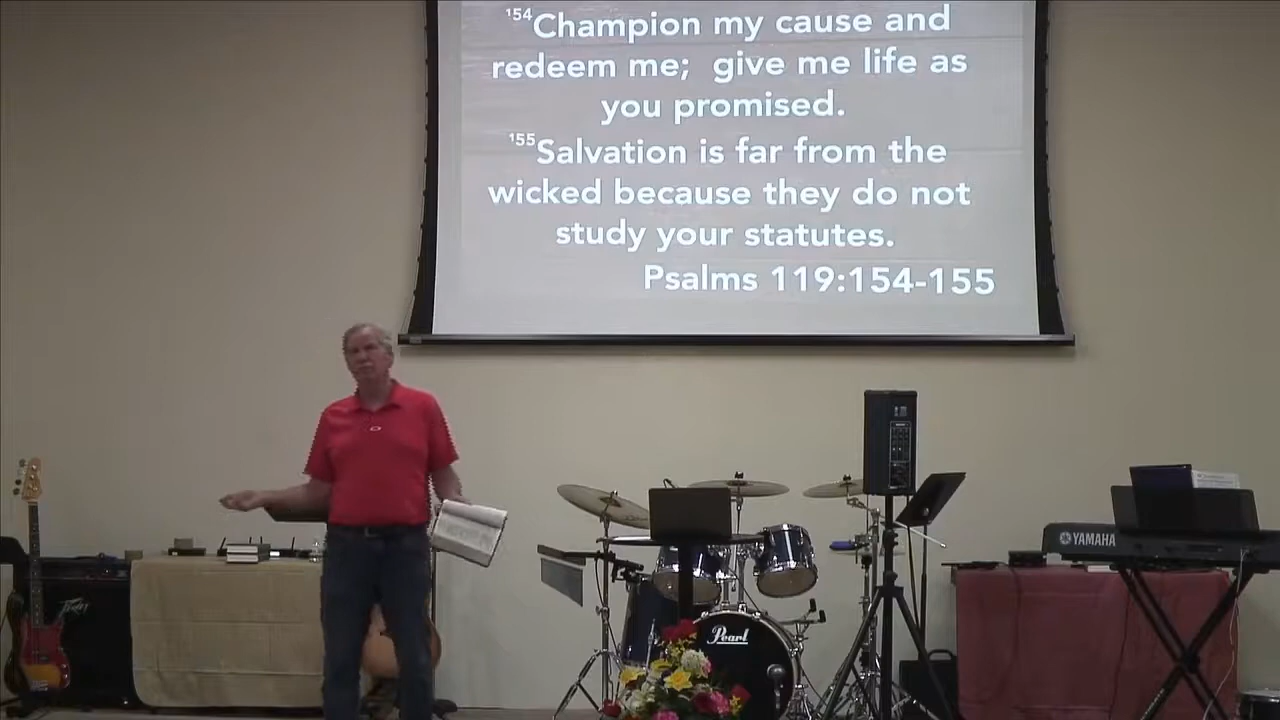 154Champion my cause and
redeem me; give me life as
you promised.
155Salvation is far from the
wicked because they do not
study your statutes.
Psalms 119:154-155
YAMAHA
Peavey
Pearl